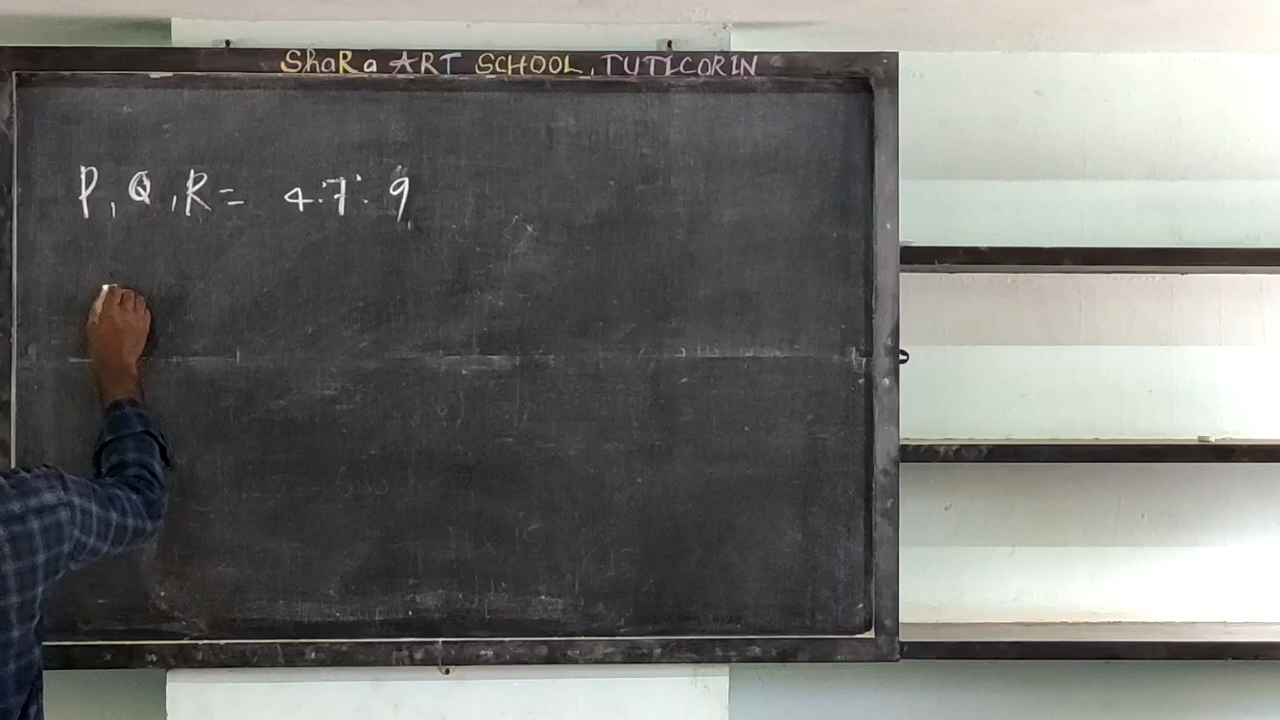 ShaRa ART SCHOOL, TUTICORIN
P, Q, R = 4:7:9